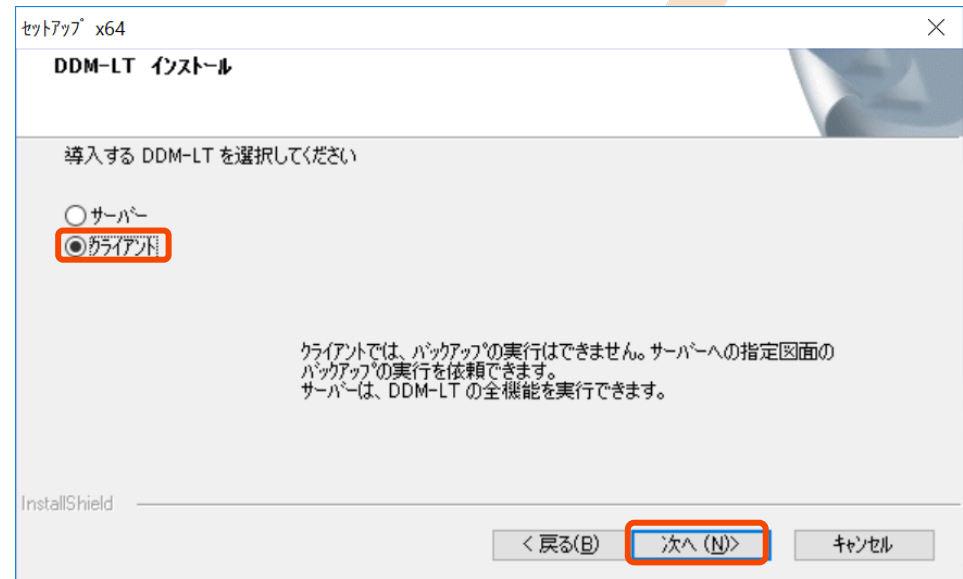 ｾｯﾄｱｯﾌﾟ x64
DDM-LT ｲﾝｽﾄｰﾙ
導入する DDM-LT を選択してください
ｻｰﾊﾞｰ
ｸﾗｲｱﾝﾄ
ｸﾗｲｱﾝﾄでは、ﾊﾞｯｸｱｯﾌﾟの実行はできません。ｻｰﾊﾞｰへの指定図面の
ﾊﾞｯｸｱｯﾌﾟの実行を依頼できます。
ｻｰﾊﾞｰは、DDM-LT の全機能を実行できます。
InstallShield
< 戻る(B)
次へ (N)>
ｷｬﾝｾﾙ